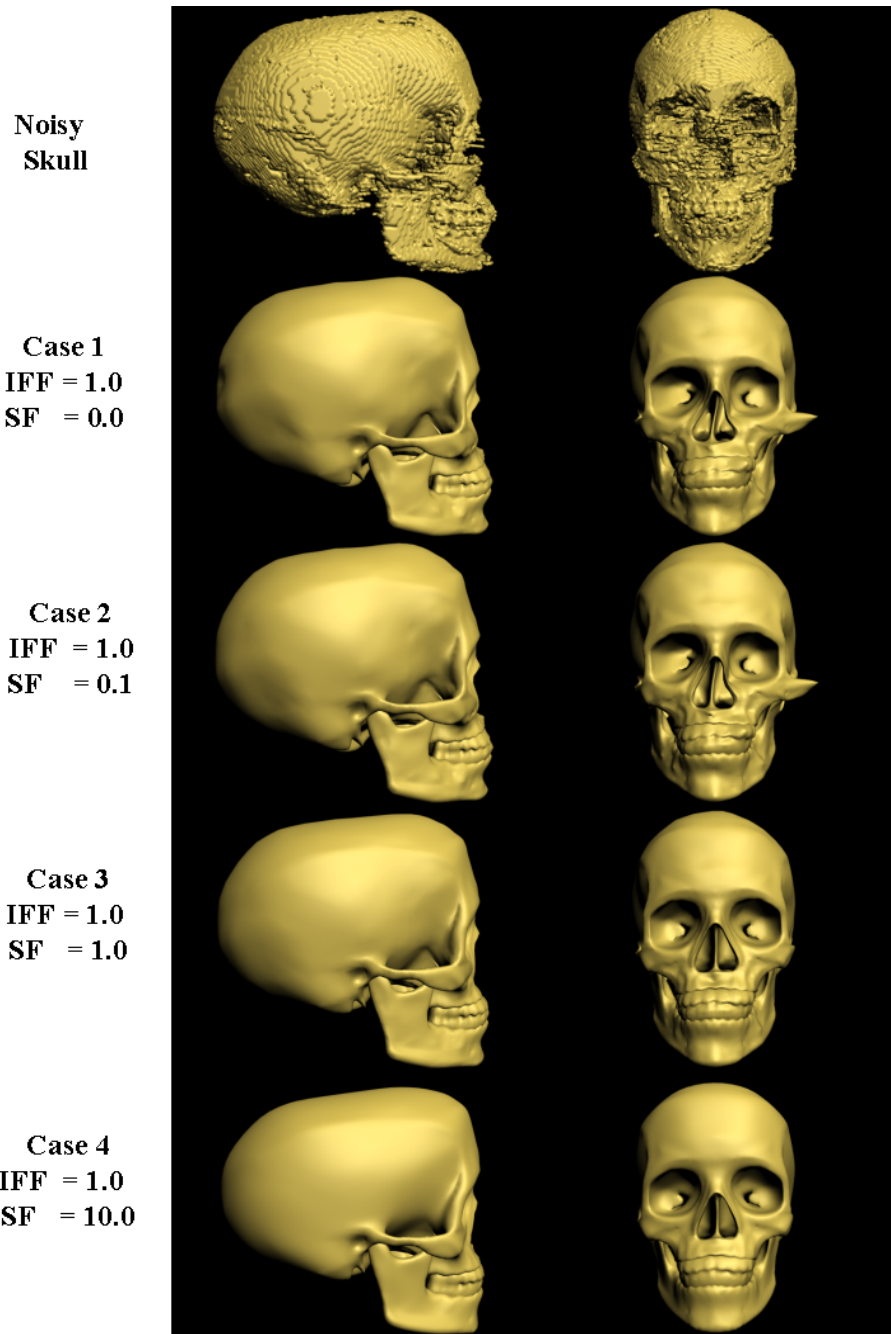 Noisy
Skull
Case 1
IFF = 1.0
SF = 0.0
Case 2
IFF = 1.0
SF = 0.1
Case 3
IFF = 1.0
SF = 1.0
Case 4
IFF = 1.0
SF = 10.0